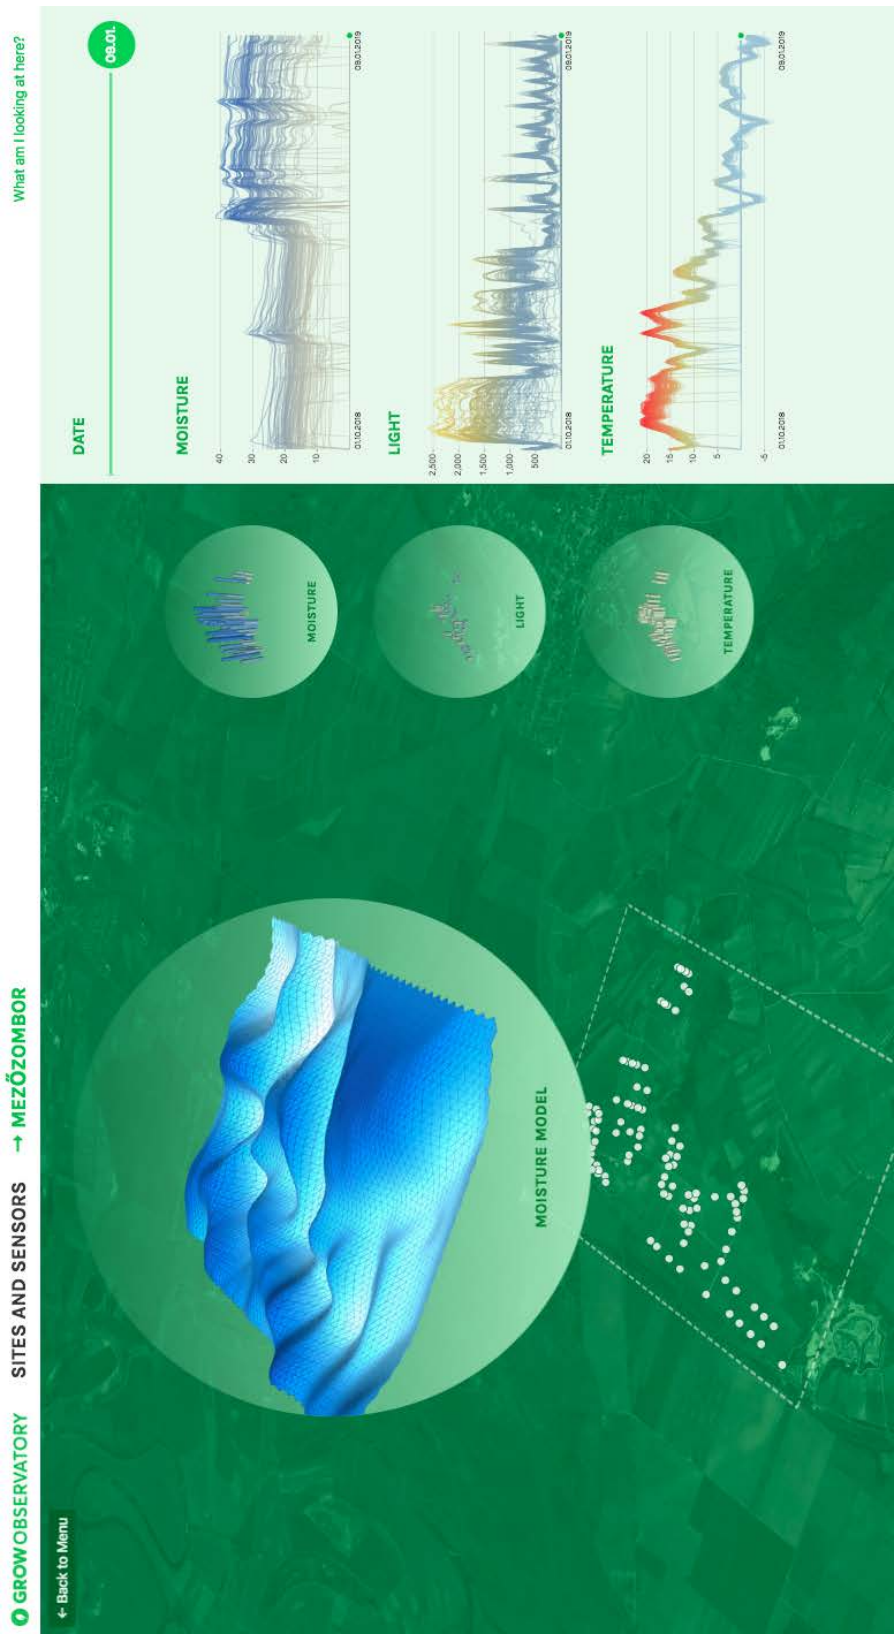 GROW OBSERVATORY
SITES AND SENSORS
→ MEZŐZOMBOR
What am I looking at here?
← Back to Menu
MOISTURE MODEL
MOISTURE
LIGHT
TEMPERATURE
DATE
09.01.
MOISTURE
40
30
20
10
01.10.2018
09.01.2019
LIGHT
2,500
2,000
1,500
1,000
500
01.10.2018
09.01.2019
TEMPERATURE
20
15
10
5
-5
01.10.2018
09.01.2019